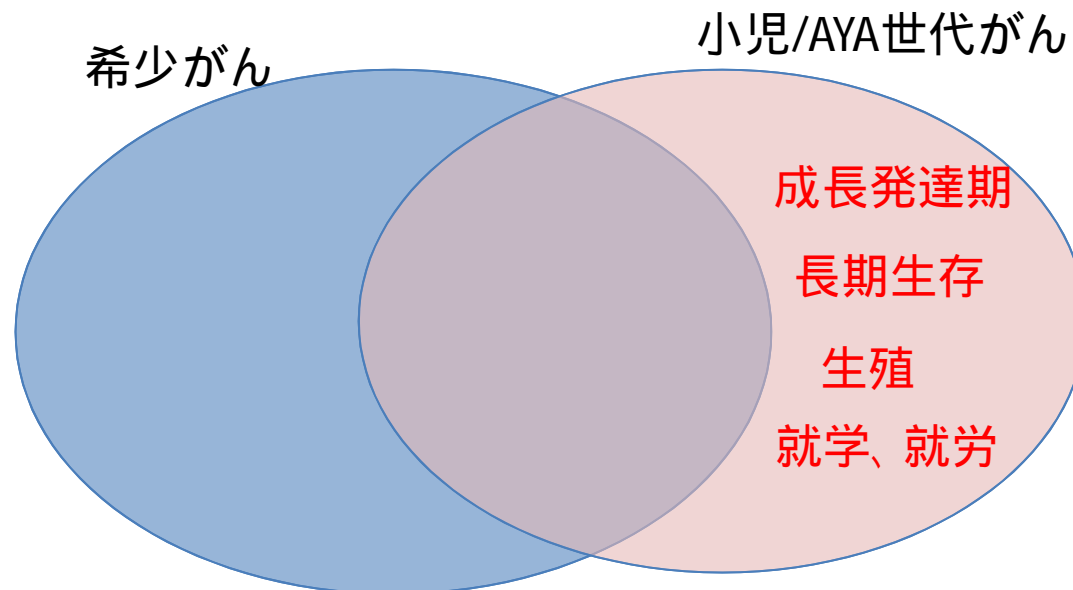 希少がん
小児/AYA世代がん
成長発達期
長期生存
生殖
就学、就労